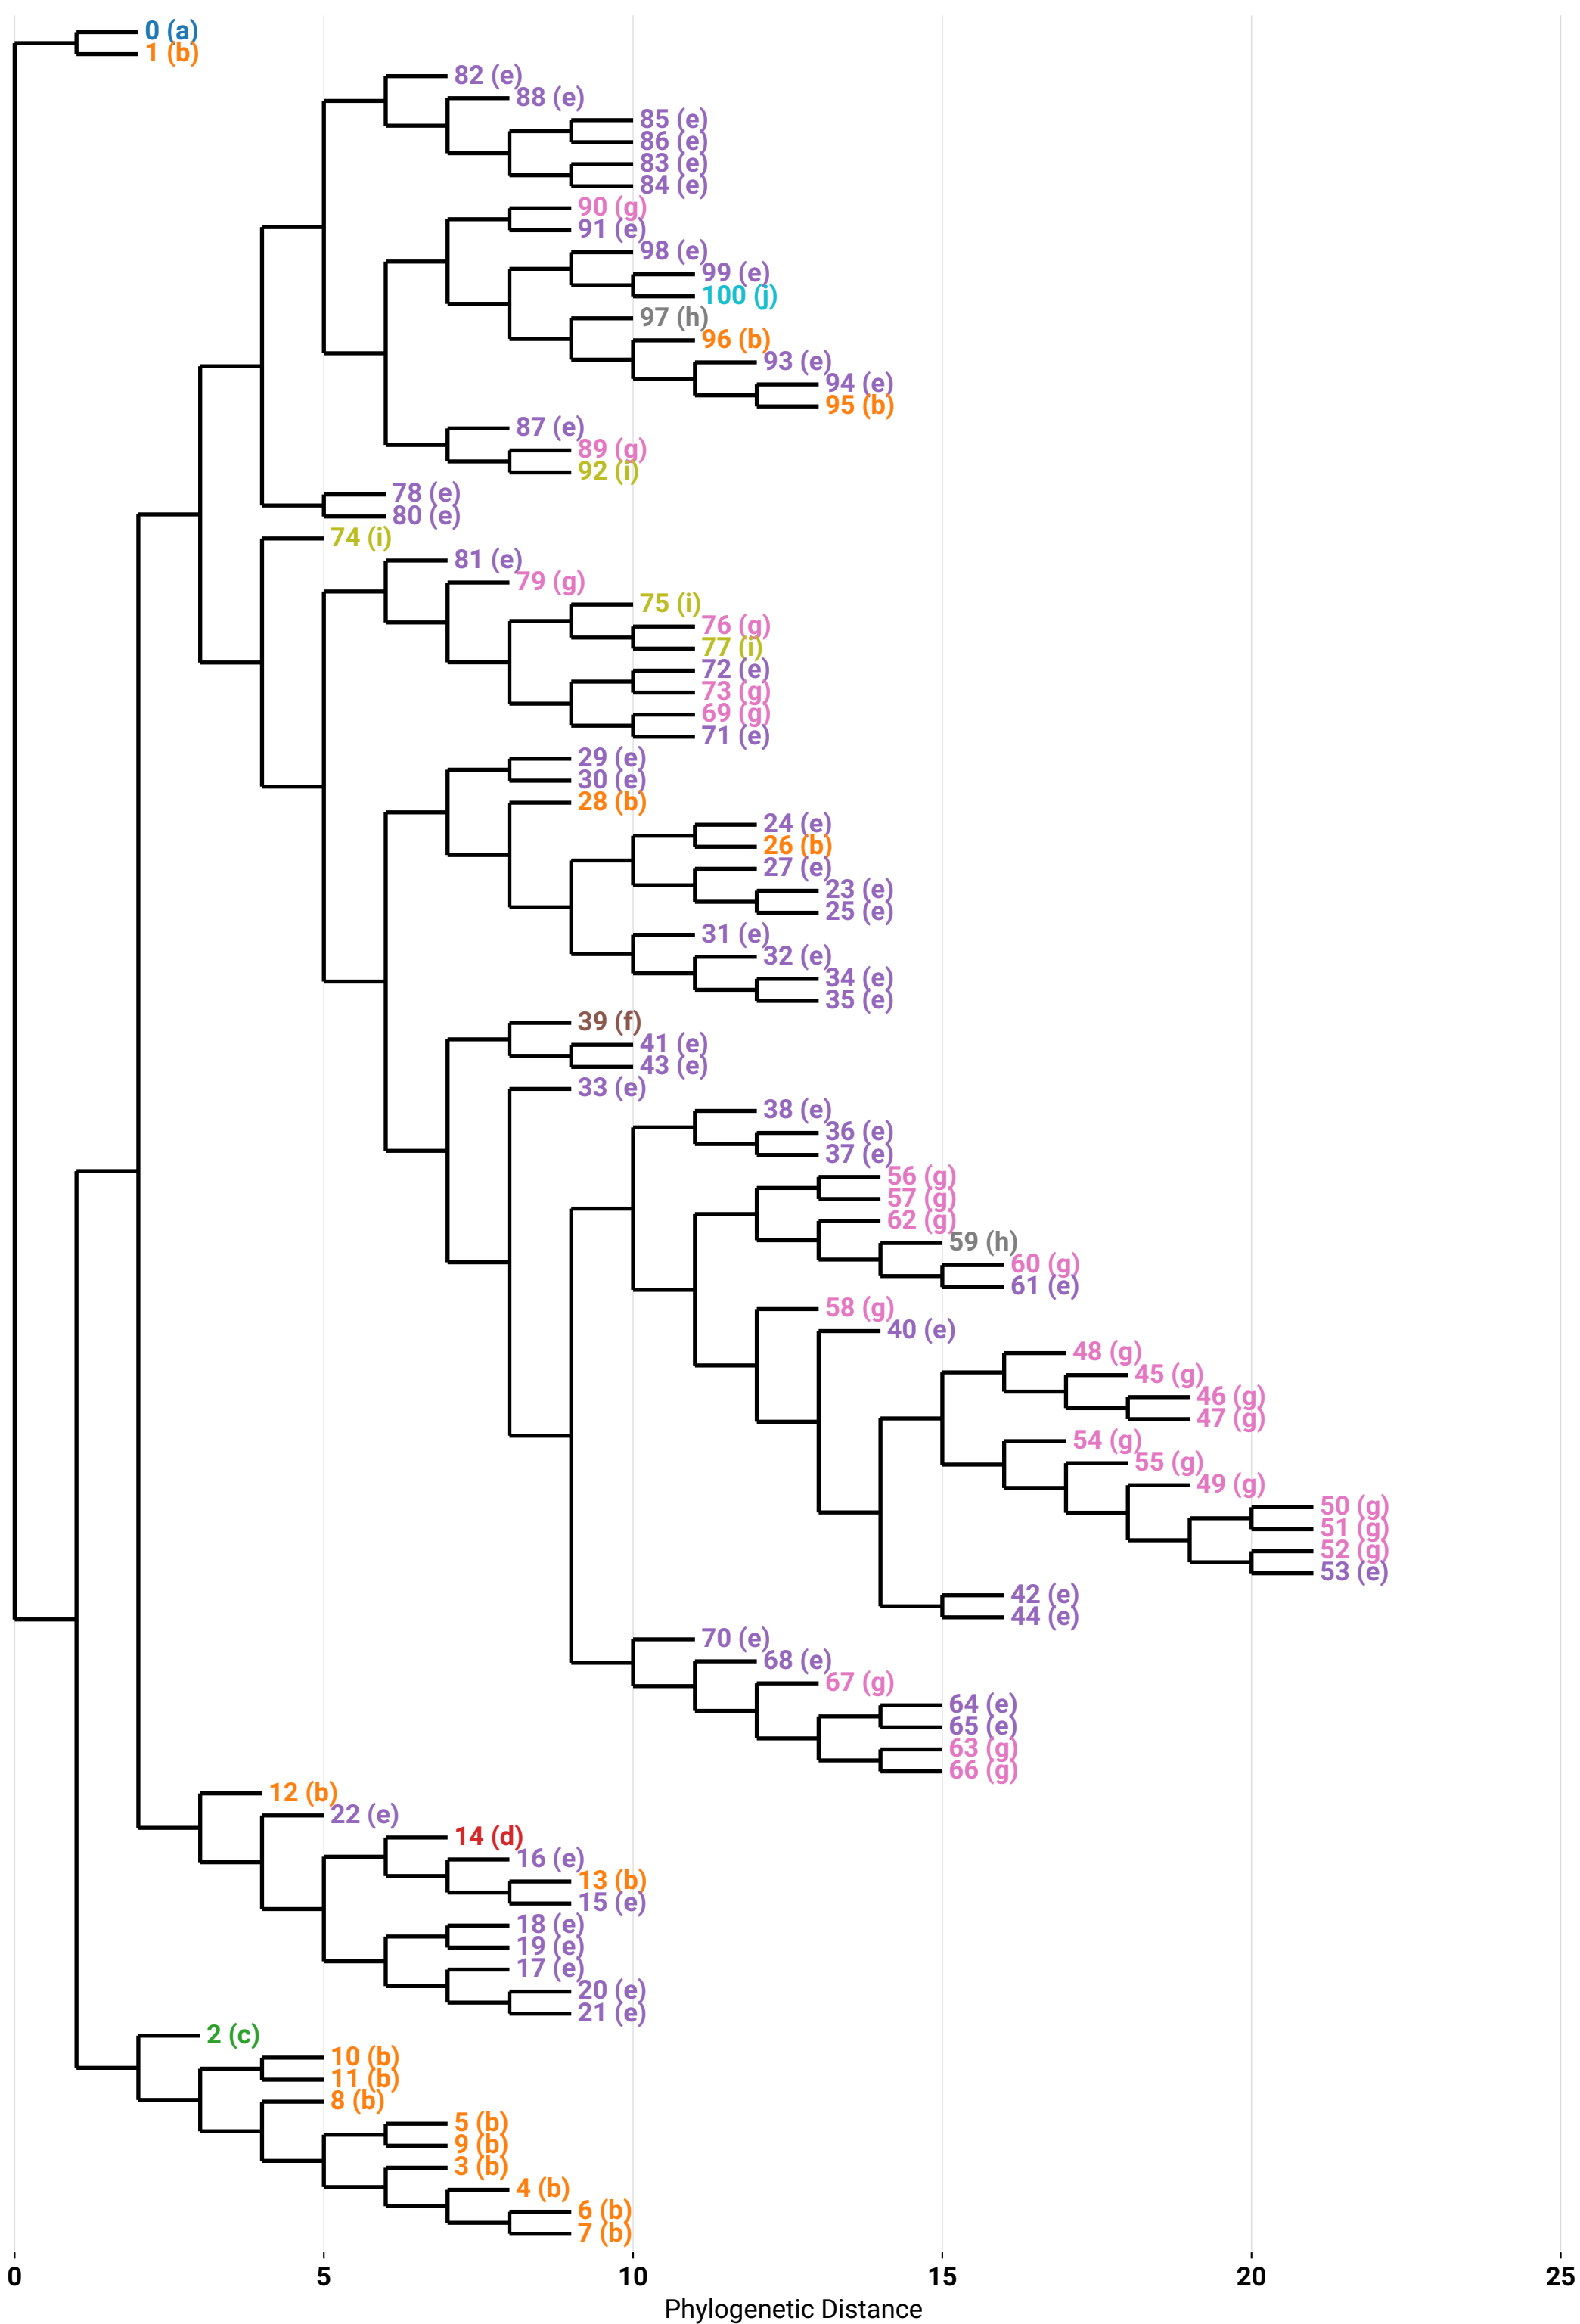 0 (a)
1 (b)
82 (e)
88 (e)
85 (e)
86 (e)
83 (e)
84 (e)
90 (g)
91 (e)
98 (e)
99 (e)
100 (j)
97 (h)
96 (b)
93 (e)
94 (e)
95 (b)
87 (e)
89 (g)
92 (i)
78 (e)
80 (e)
74 (i)
81 (e)
79 (g)
75 (i)
76 (g)
77 (i)
72 (e)
73 (g)
69 (g)
71 (e)
29 (e)
30 (e)
28 (b)
24 (e)
26 (b)
27 (e)
23 (e)
25 (e)
31 (e)
32 (e)
34 (e)
35 (e)
39 (f)
41 (e)
43 (e)
33 (e)
38 (e)
36 (e)
37 (e)
56 (g)
57 (g)
62 (g)
59 (h)
60 (g)
61 (e)
58 (g)
40 (e)
48 (g)
45 (g)
46 (g)
47 (g)
54 (g)
55 (g)
49 (g)
50 (g)
51 (g)
52 (g)
53 (e)
42 (e)
44 (e)
70 (e)
68 (e)
67 (g)
64 (e)
65 (e)
63 (g)
66 (g)
12 (b)
22 (e)
14 (d)
16 (e)
13 (b)
15 (e)
18 (e)
19 (e)
17 (e)
20 (e)
21 (e)
2 (c)
10 (b)
11 (b)
8 (b)
5 (b)
9 (b)
3 (b)
4 (b)
6 (b)
7 (b)
0 5 10 15 20 25
Phylogenetic Distance